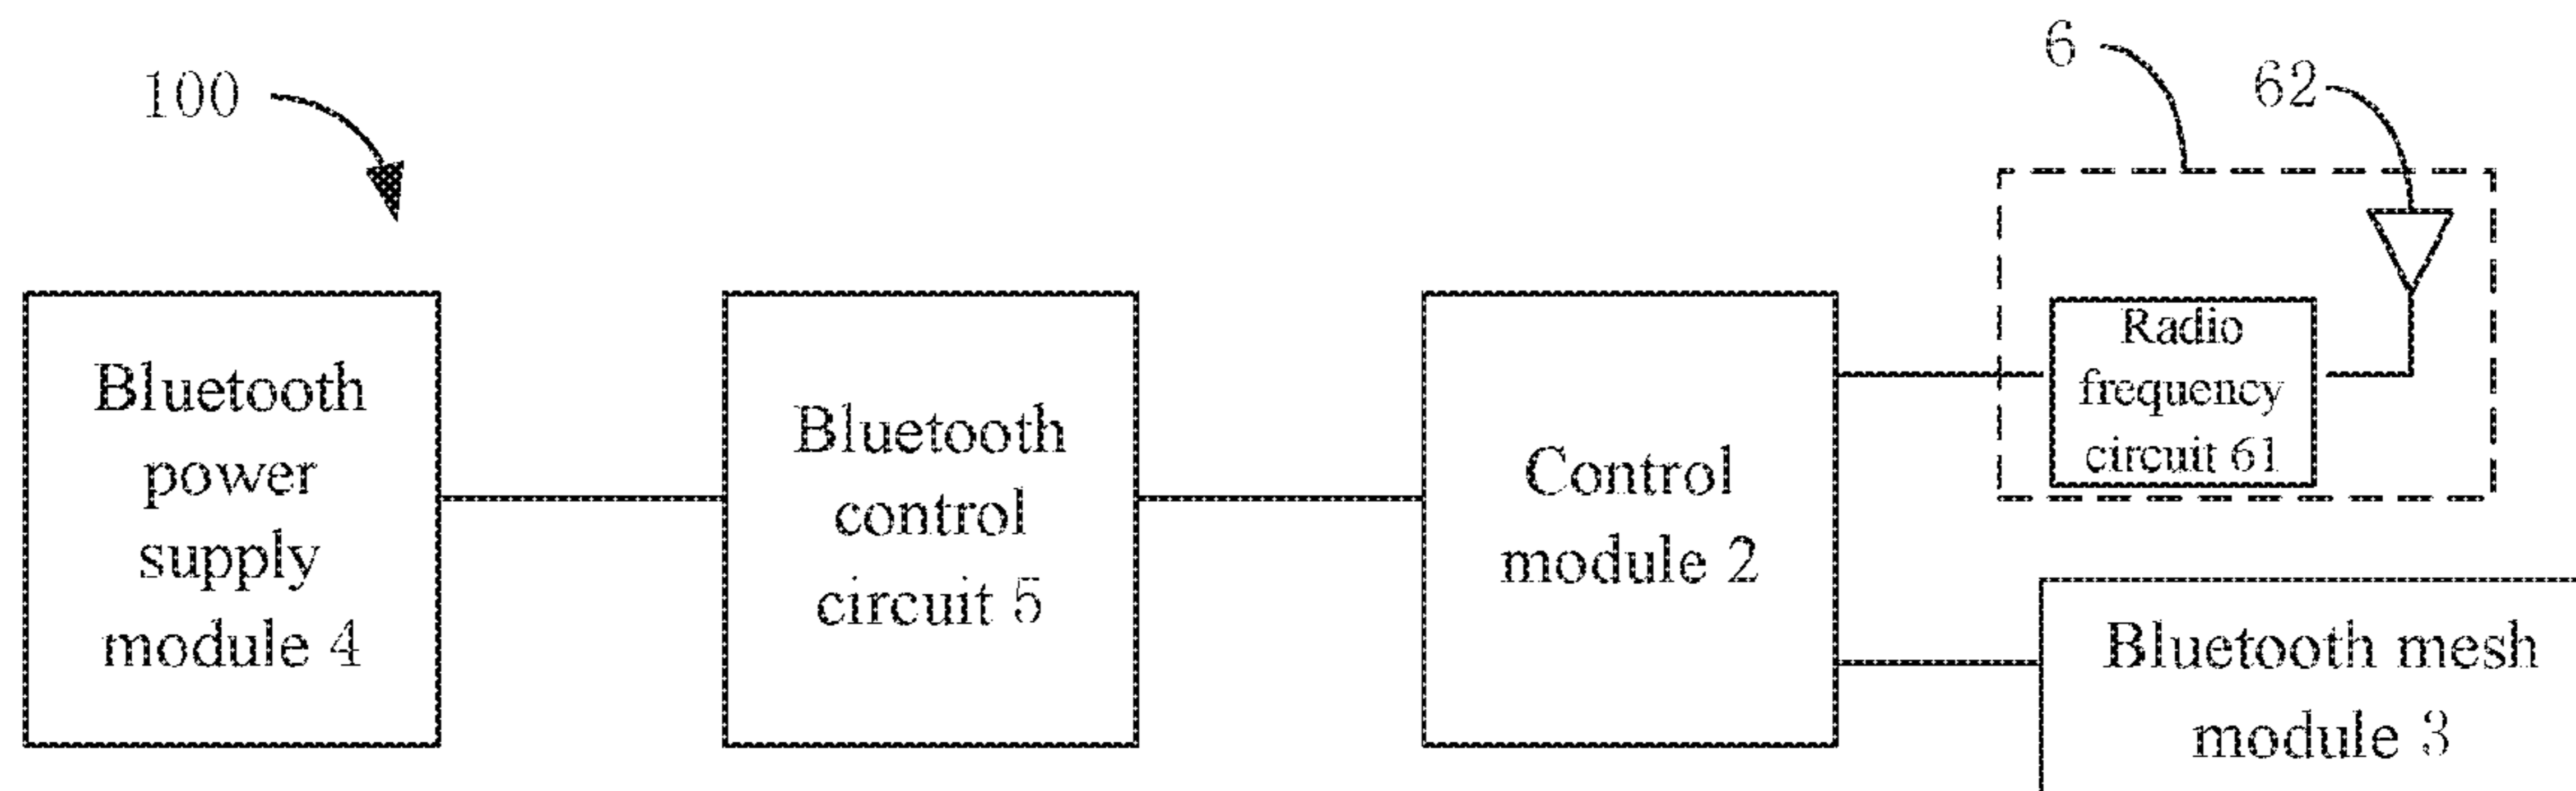 100
6
62
Bluetooth
power
supply
module 4
Bluetooth
control
circuit 5
Control
module 2
Radio
frequency
circuit 61
Bluetooth mesh
module 3